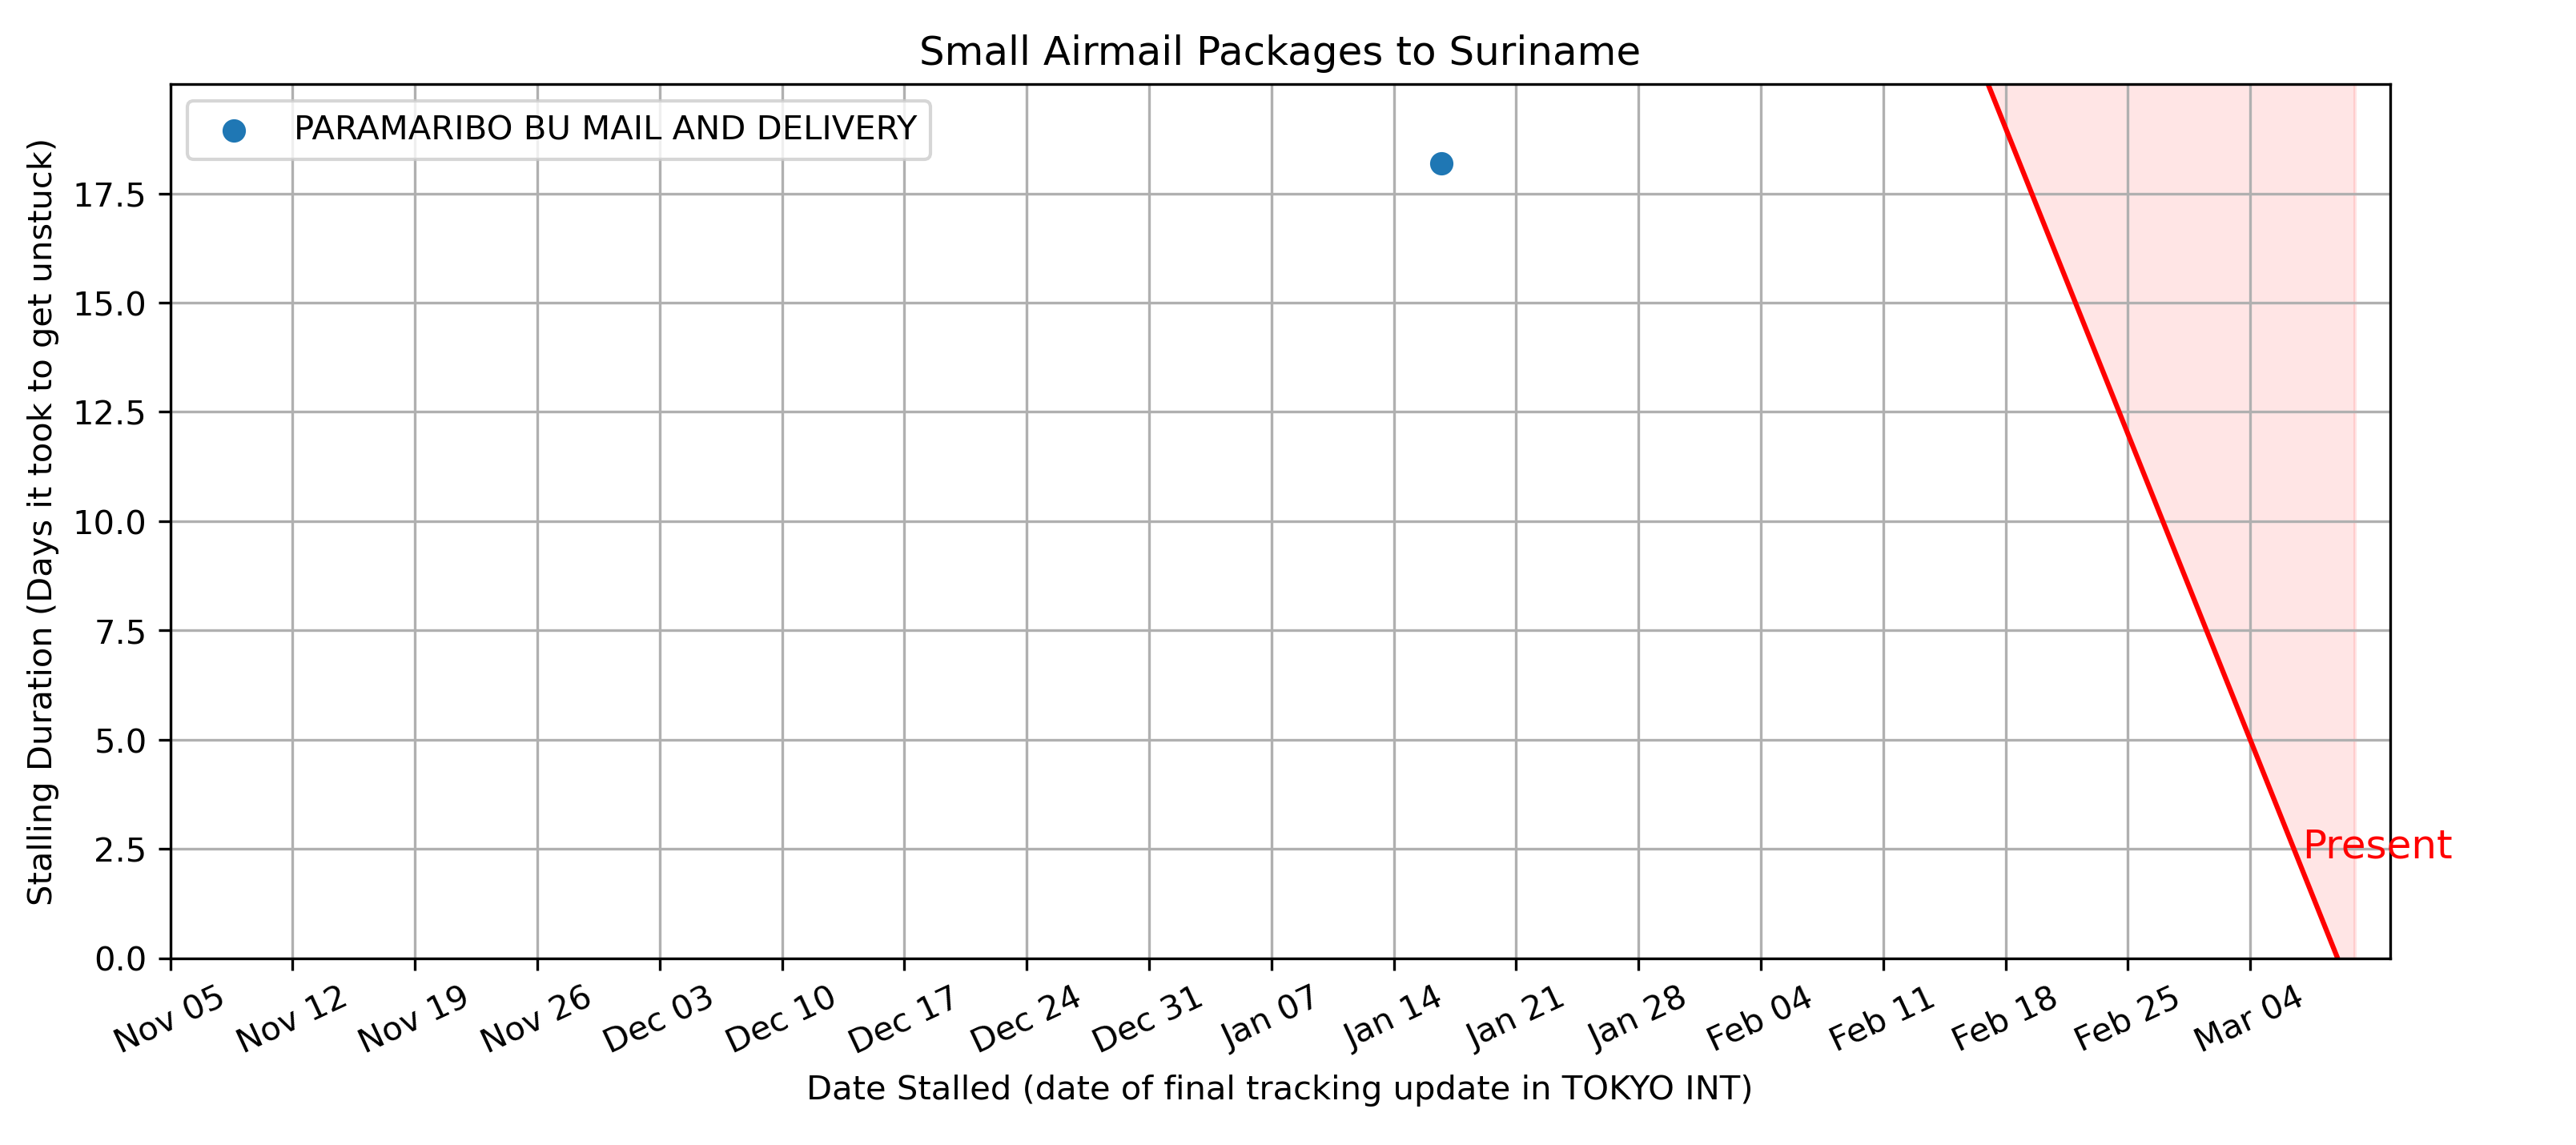 Small Airmail Packages to Suriname
PARAMARIBO BU MAIL AND DELIVERY
Stalling Duration (Days it took to get unstuck)
17.5
15.0
12.5
10.0
7.5
5.0
2.5
0.0
Present
Nov 05
Nov 12
Nov 19
Nov 26
Dec 03
Dec 10
Dec 17
Dec 24
Dec 31
Jan 07
Jan 14
Jan 21
Jan 28
Feb 04
Feb 11
Feb 18
Feb 25
Mar 04
Date Stalled (date of final tracking update in TOKYO INT)